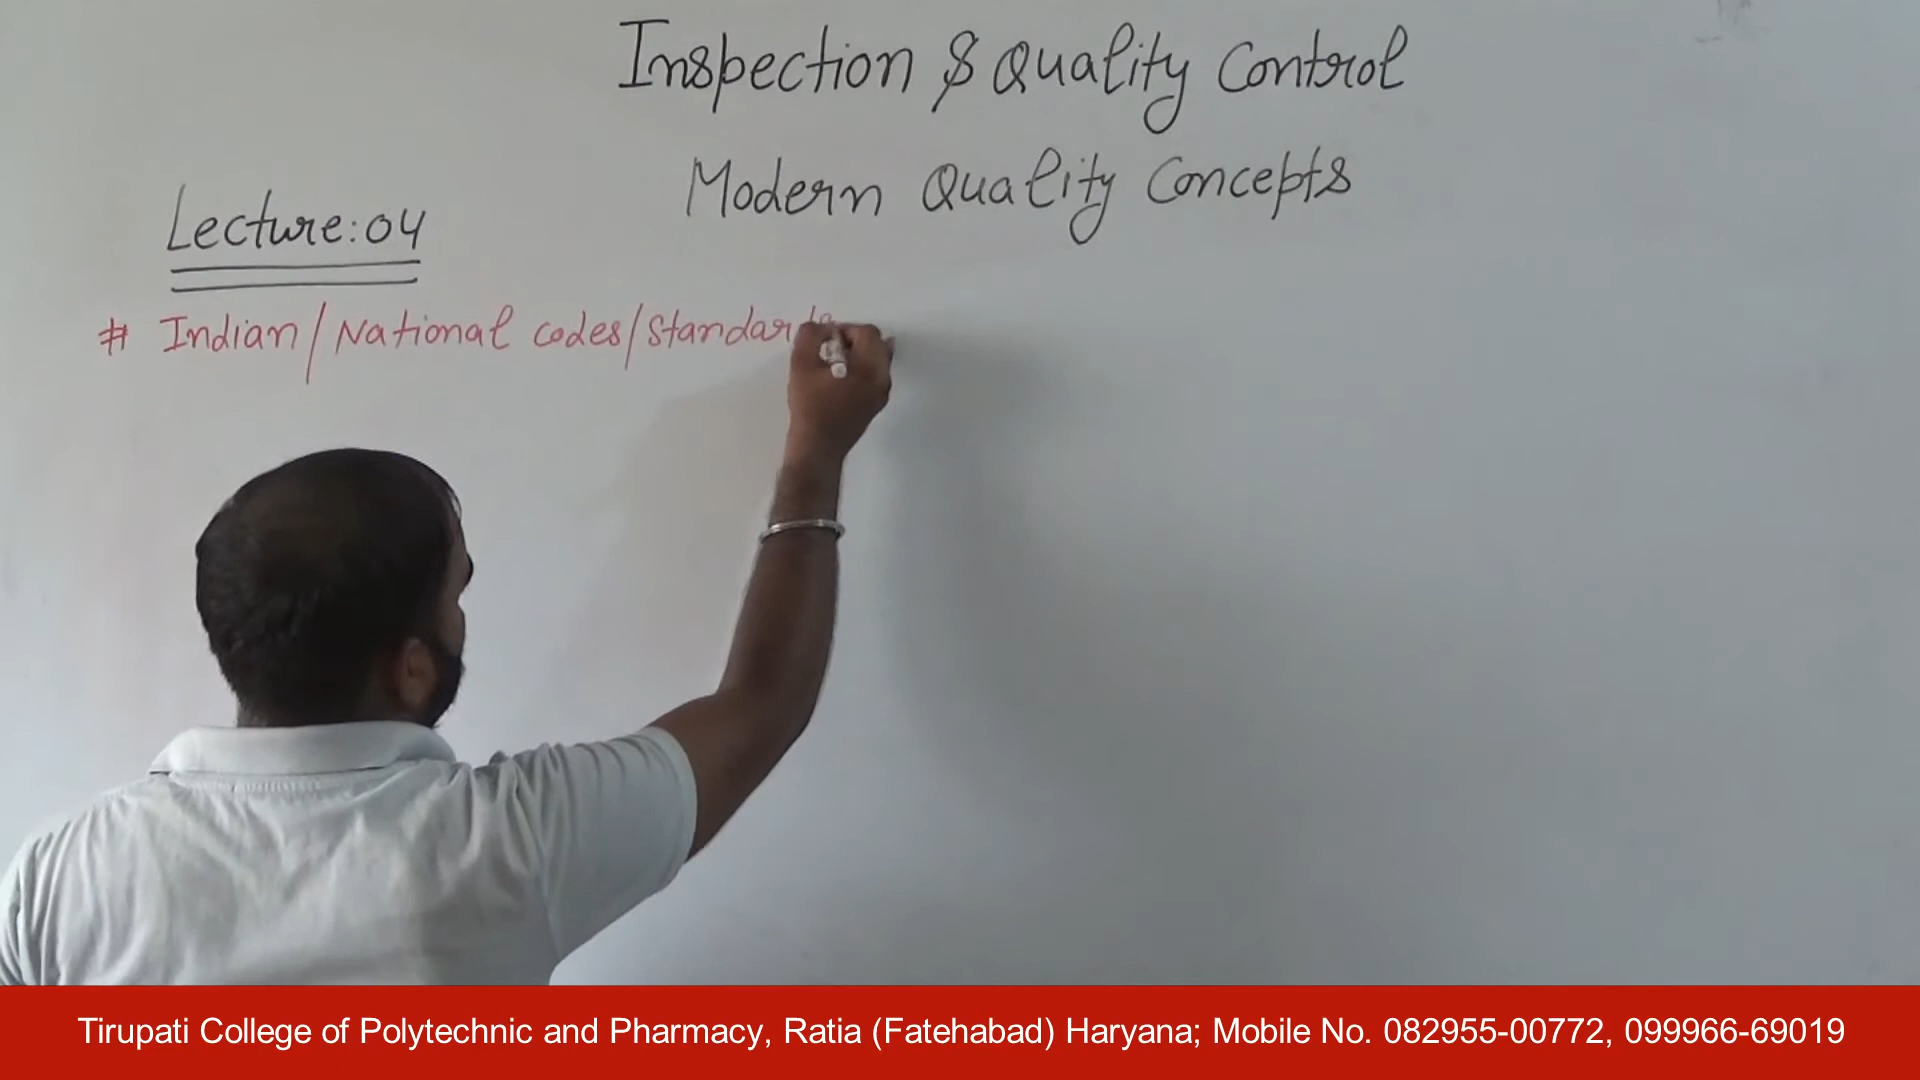 Inspection & Quality Control
Modern Quality Concepts
Lecture: 04
# Indian/National codes/Standards
Tirupati College of Polytechnic and Pharmacy, Ratia (Fatehabad) Haryana; Mobile No. 082955-00772, 099966-69019